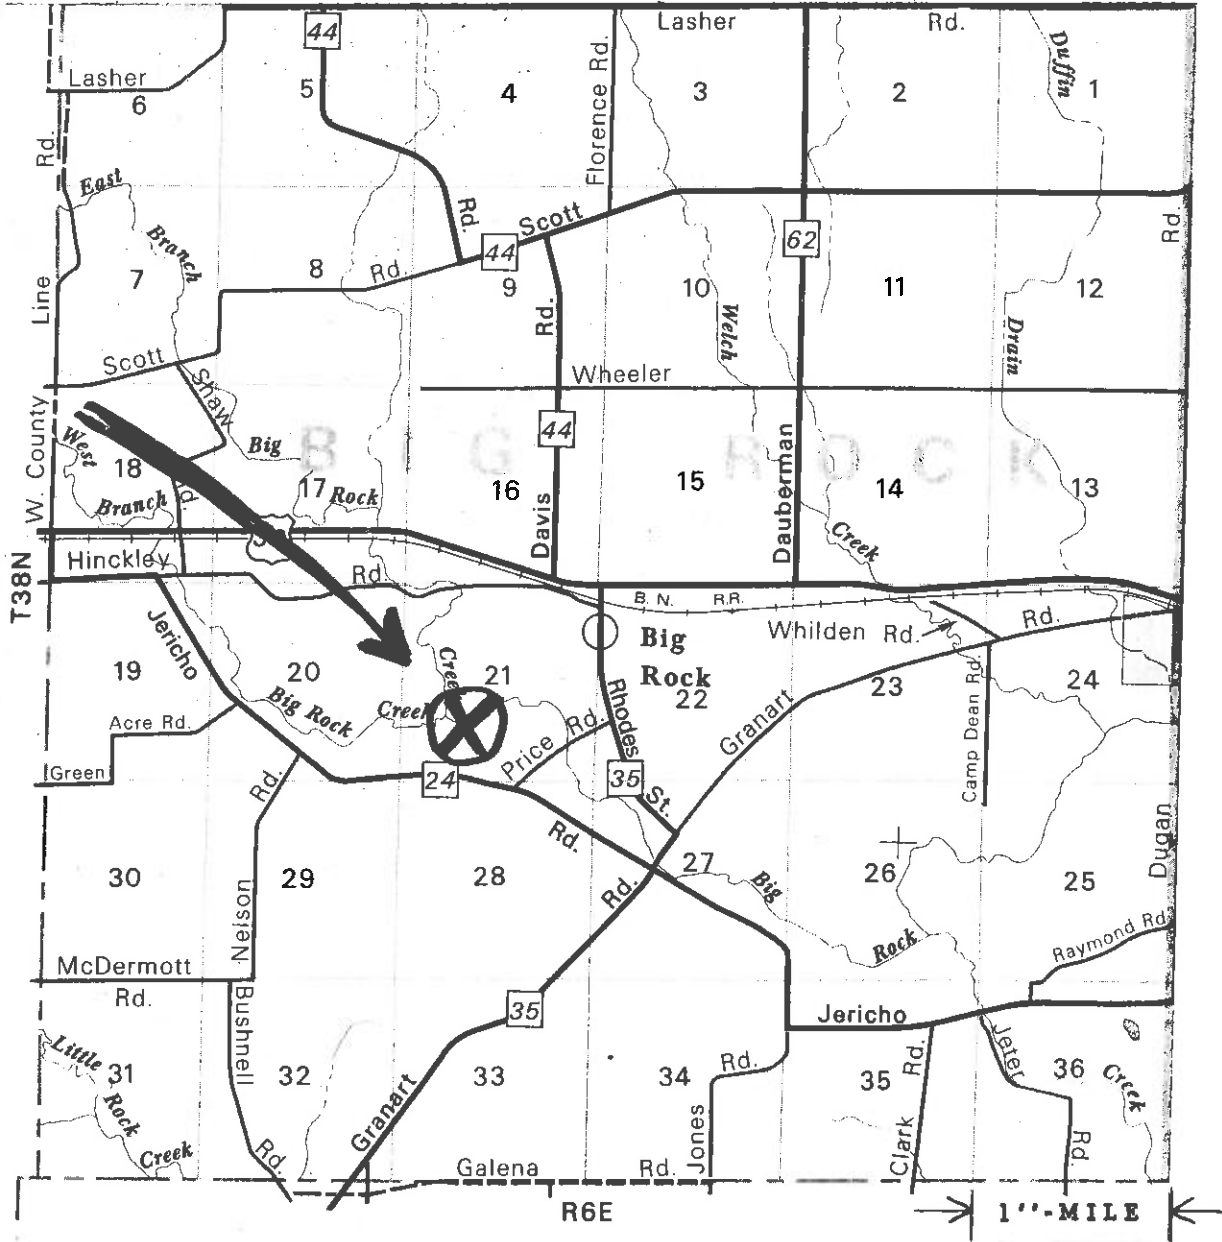 44
Lasher
Rd.
Lasher
6
5
4
3
2
Duffin
1
Florence Rd.
Rd.
East
Branch
Rd.
Scott
44
62
Rd.
7
8
Rd.
9
10
11
12
Line
Rd.
Welch
Drain
Scott
Shaw
Wheeler
W. County
West
18
Big
44
BIG ROCK
Dauberman
17
Rock
16
15
14
13
Branch
Rd.
Davis
Creek
T38N
Hinckley
Rd.
B. N. R.R.
Whilden Rd.
Rd.
Big
Rock
Jericho
19
20
Creek
21
22
23
24
Big Rock
Creek
Rhodes
Granart
Camp Dean Rd.
Acre Rd.
Green
Price Rd.
24
35
St.
Rd.
Rd.
Dugan
30
29
28
27
26
25
Big
Rd.
Nelson
Rock
Raymond Rd
McDermott
Rd.
Bushnell
35
Jericho
Little
31
32
33
34
Rd.
35
Rd.
Jeter
36
Creek
Rock
Granart
Jones
Clark
Rd.
Creek
Rd.
Galena
Rd.
R6E
1"-MILE